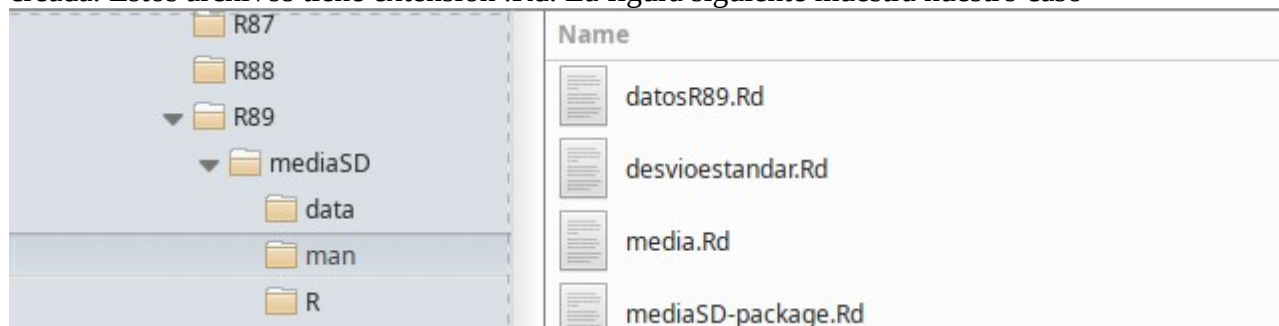 creada. Estos archivos tiene extensión .Rd. La figura siguiente muestra nuestro caso
R87
R88
R89
mediaSD
data
man
R
Name
datosR89.Rd
desvioestandar.Rd
media.Rd
mediaSD-package.Rd